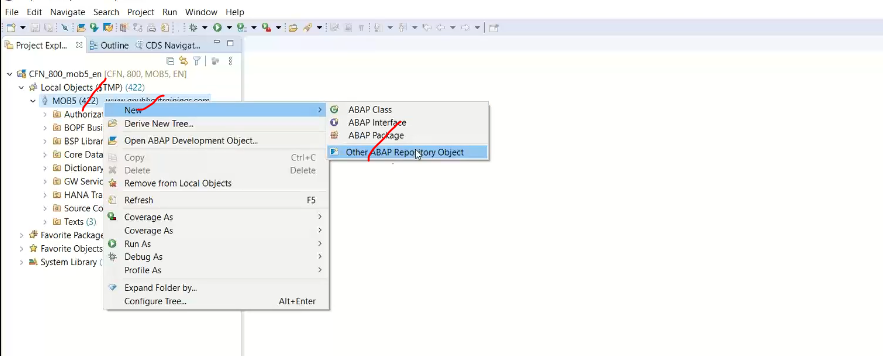 File Edit Navigate Search Project Run Window Help
Project Expl... Outline CDS Navigat...
CFN_800_mob5_en [CFN, 800, MOB5, EN]
Local Objects ($TMP) (422)
MOB5 (422)
New
ABAP Class
Authoriza
ABAP Interface
Derive New Tree...
BOPF Busi
ABAP Package
BSP Librar
Open ABAP Development Object...
Other ABAP Repository Object
Core Data
Copy Ctrl+C
Dictionary
Delete Delete
GW Servic
Remove from Local Objects
HANA Tra
Refresh F5
Source Co
Coverage As
Texts (3)
Coverage As
Favorite Package
Run As
Favorite Objects
Debug As
System Library (
Profile As
Expand Folder by...
Configure Tree... Alt+Enter